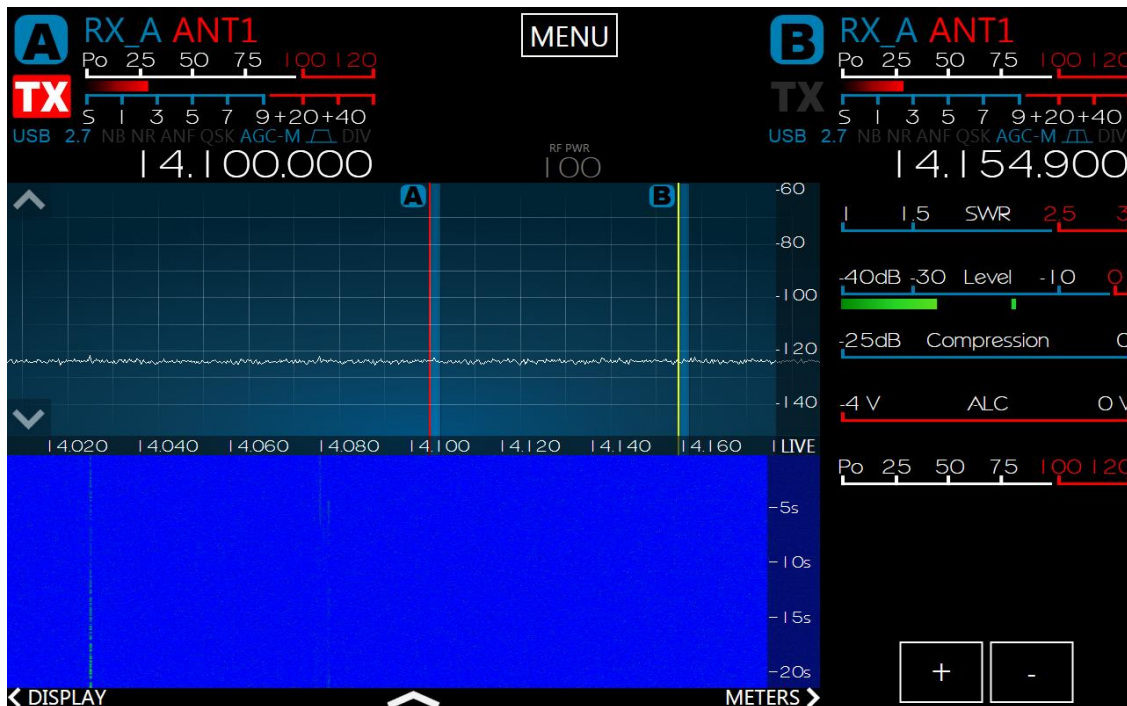 A RX_A ANT1
Po 25 50 75 100 120
TX
S 1 3 5 7 9 +20 +40
USB 2.7 NB NR ANF QSK AGC-M DIV
14.100.000
MENU
RF PWR
100
B RX_A ANT1
Po 25 50 75 100 120
TX
S 1 3 5 7 9 +20 +40
USB 2.7 NB NR ANF QSK AGC-M DIV
14.154.900
A B
-60
-80
-100
-120
-140
14.020 14.040 14.060 14.080 14.100 14.120 14.140 14.160 1 LIVE
-5s
-10s
-15s
-20s
1 1.5 SWR 2.5 3
-40dB -30 Level -10 0
-25dB Compression 0
-4 V ALC 0 V
Po 25 50 75 100 120
+ -
DISPLAY
METERS